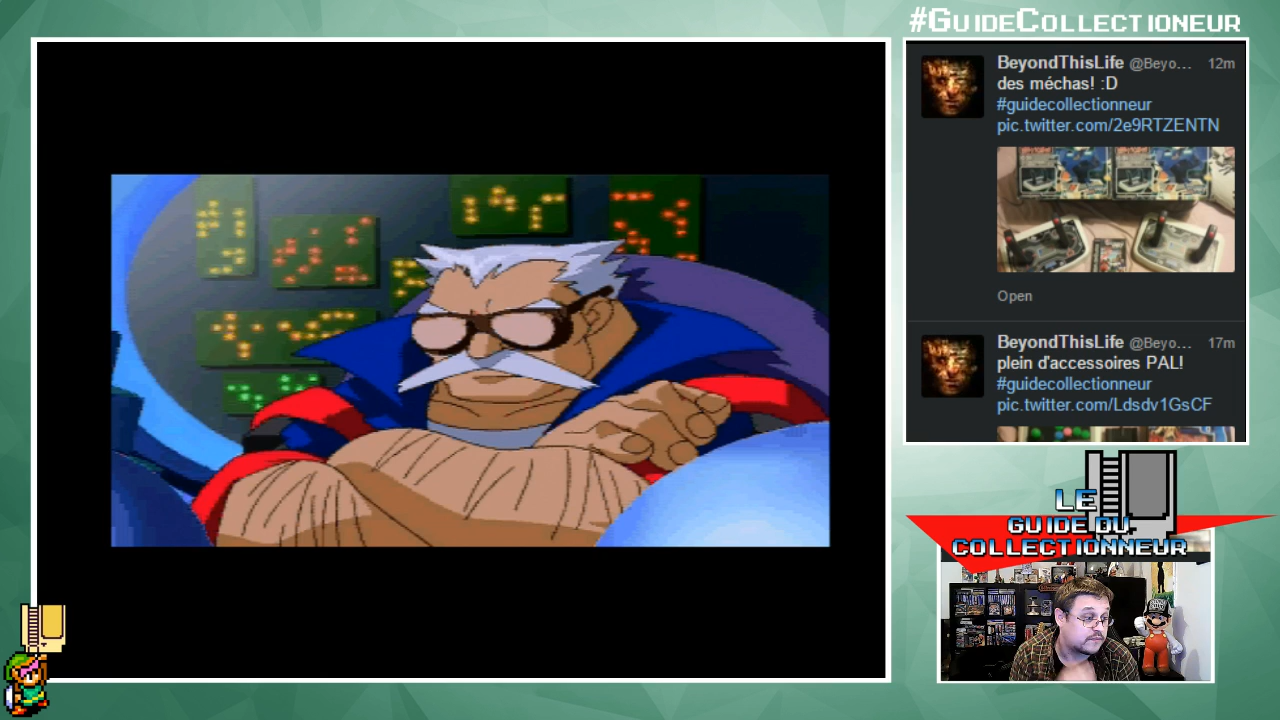 #GUIDECOLLECTIONEUR
BeyondThisLife @Beyo... 12m
des méchas! :D
#guidecollectionneur
pic.twitter.com/2e9RTZENTN
Open
BeyondThisLife @Beyo... 17m
plein d'accessoires PAL!
#guidecollectionneur
pic.twitter.com/Ldsdv1GsCF
LE
GUIDE DU
COLLECTIONNEUR